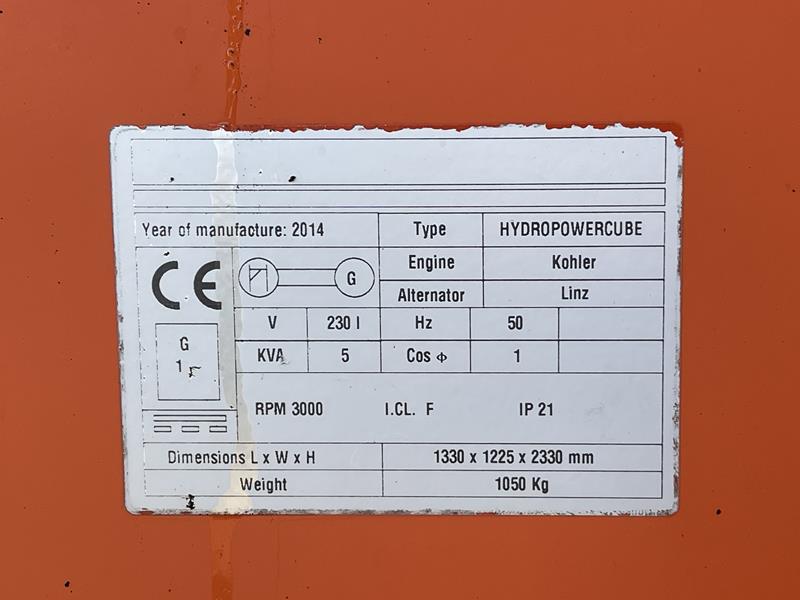 Year of manufacture: 2014 Type HYDROPOWERCUBE
CE G Engine Kohler
Alternator Linz
V 230 I Hz 50
G
1 KVA 5 Cos Φ 1
RPM 3000 I.CL. F IP 21
Dimensions L x W x H 1330 x 1225 x 2330 mm
Weight 1050 Kg